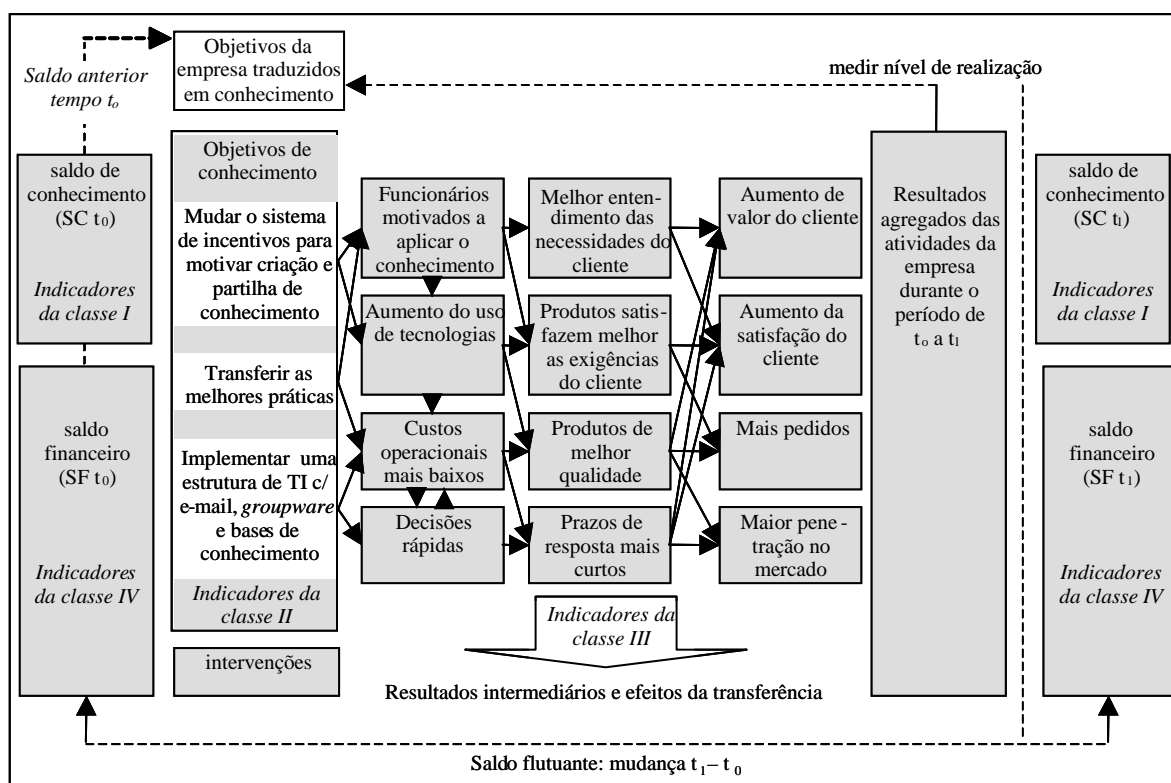 Objetivos da
empresa traduzidos
em conhecimento
Saldo anterior
tempo to
medir nível de realização
saldo de
conhecimento
(SC t0)
Indicadores
da classe I
saldo
financeiro
(SF t0)
Indicadores
da classe IV
Objetivos de
conhecimento
Mudar o sistema
de incentivos para
motivar criação e
partilha de
conhecimento
Transferir as
melhores práticas
Implementar uma
estrutura de TI c/
e-mail, groupware
e bases de
conhecimento
Indicadores da
classe II
intervenções
Funcionários
motivados a
aplicar o
conhecimento
Aumento do uso
de tecnologias
Custos
operacionais
mais baixos
Decisões
rápidas
Melhor enten-
dimento das
necessidades do
cliente
Produtos satis-
fazem melhor
as exigências
do cliente
Produtos de
melhor
qualidade
Prazos de
resposta mais
curtos
Aumento de
valor do cliente
Aumento da
satisfação do
cliente
Mais pedidos
Maior pene-
tração no
mercado
Indicadores da
classe III
Resultados intermediários e efeitos da transferência
Resultados
agregados das
atividades da
empresa
durante o
período de
to a t1
saldo de
conhecimento
(SC t1)
Indicadores
da classe I
saldo
financeiro
(SF t1)
Indicadores
da classe IV
Saldo flutuante: mudança t1– t0